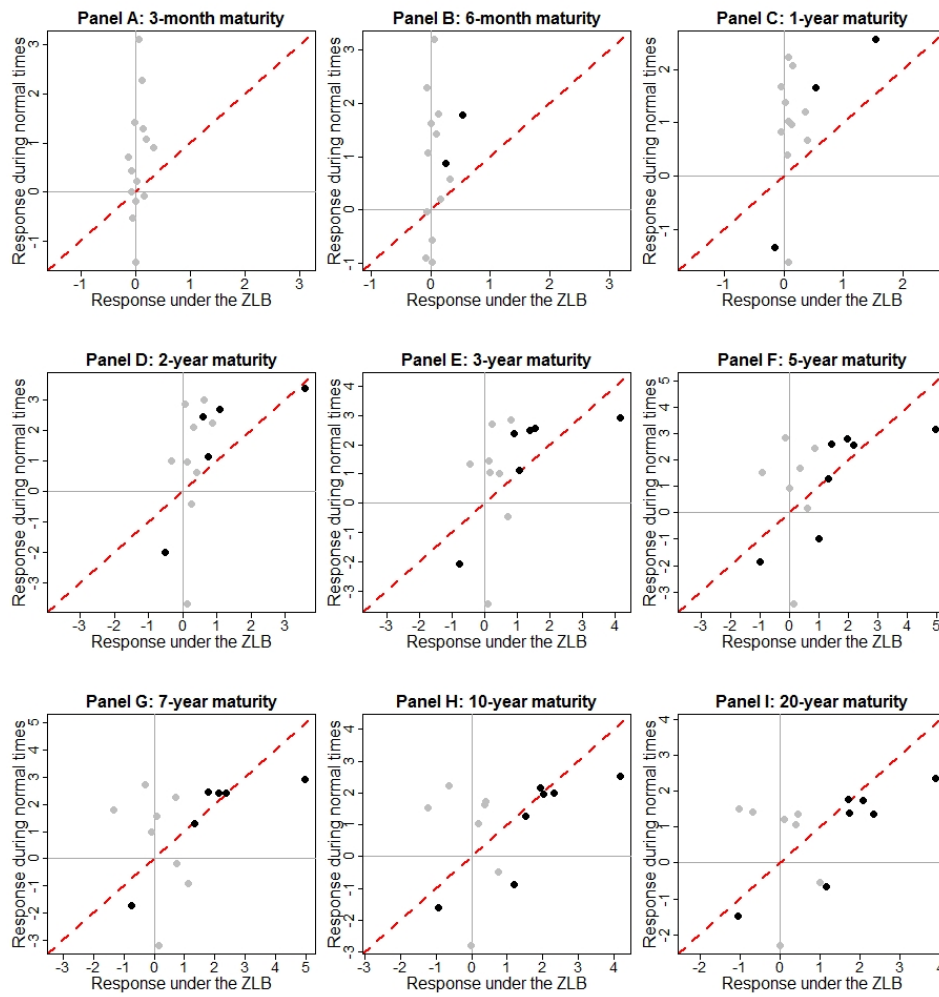 Panel A: 3-month maturity
Response during normal times
3
2
1
0
-1
-1 0 1 2 3
Response under the ZLB
Panel B: 6-month maturity
Response during normal times
3
2
1
0
-1
-1 0 1 2 3
Response under the ZLB
Panel C: 1-year maturity
Response during normal times
2
1
0
-1
-1 0 1 2
Response under the ZLB
Panel D: 2-year maturity
Response during normal times
3
2
1
0
-1
-2
-3
-3 -2 -1 0 1 2 3
Response under the ZLB
Panel E: 3-year maturity
Response during normal times
4
3
2
1
0
-1
-2
-3
-3 -2 -1 0 1 2 3 4
Response under the ZLB
Panel F: 5-year maturity
Response during normal times
5
4
3
2
1
0
-1
-2
-3
-3 -2 -1 0 1 2 3 4 5
Response under the ZLB
Panel G: 7-year maturity
Response during normal times
5
4
3
2
1
0
-1
-2
-3
-3 -2 -1 0 1 2 3 4 5
Response under the ZLB
Panel H: 10-year maturity
Response during normal times
4
3
2
1
0
-1
-2
-3
-3 -2 -1 0 1 2 3 4
Response under the ZLB
Panel I: 20-year maturity
Response during normal times
4
3
2
1
0
-1
-2
-2 -1 0 1 2 3 4
Response under the ZLB